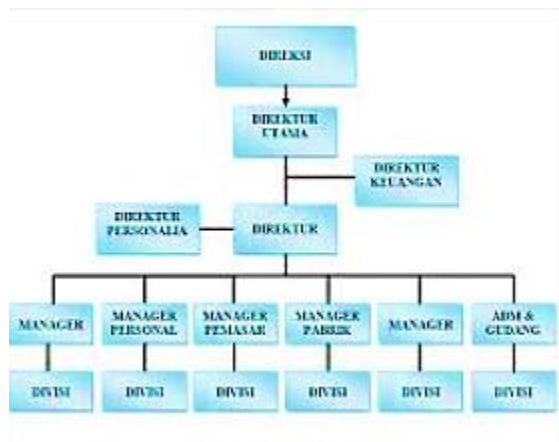 DIREKSI
DIREKTUR
UTAMA
DIREKTUR
KEUANGAN
DIREKTUR
PERSONALIA
DIREKTUR
MANAGER
MANAGER
PERSONAL
MANAGER
PEMASAR
MANAGER
PABRIK
MANAGER
ADM &
GUDANG
DIVISI
DIVISI
DIVISI
DIVISI
DIVISI
DIVISI